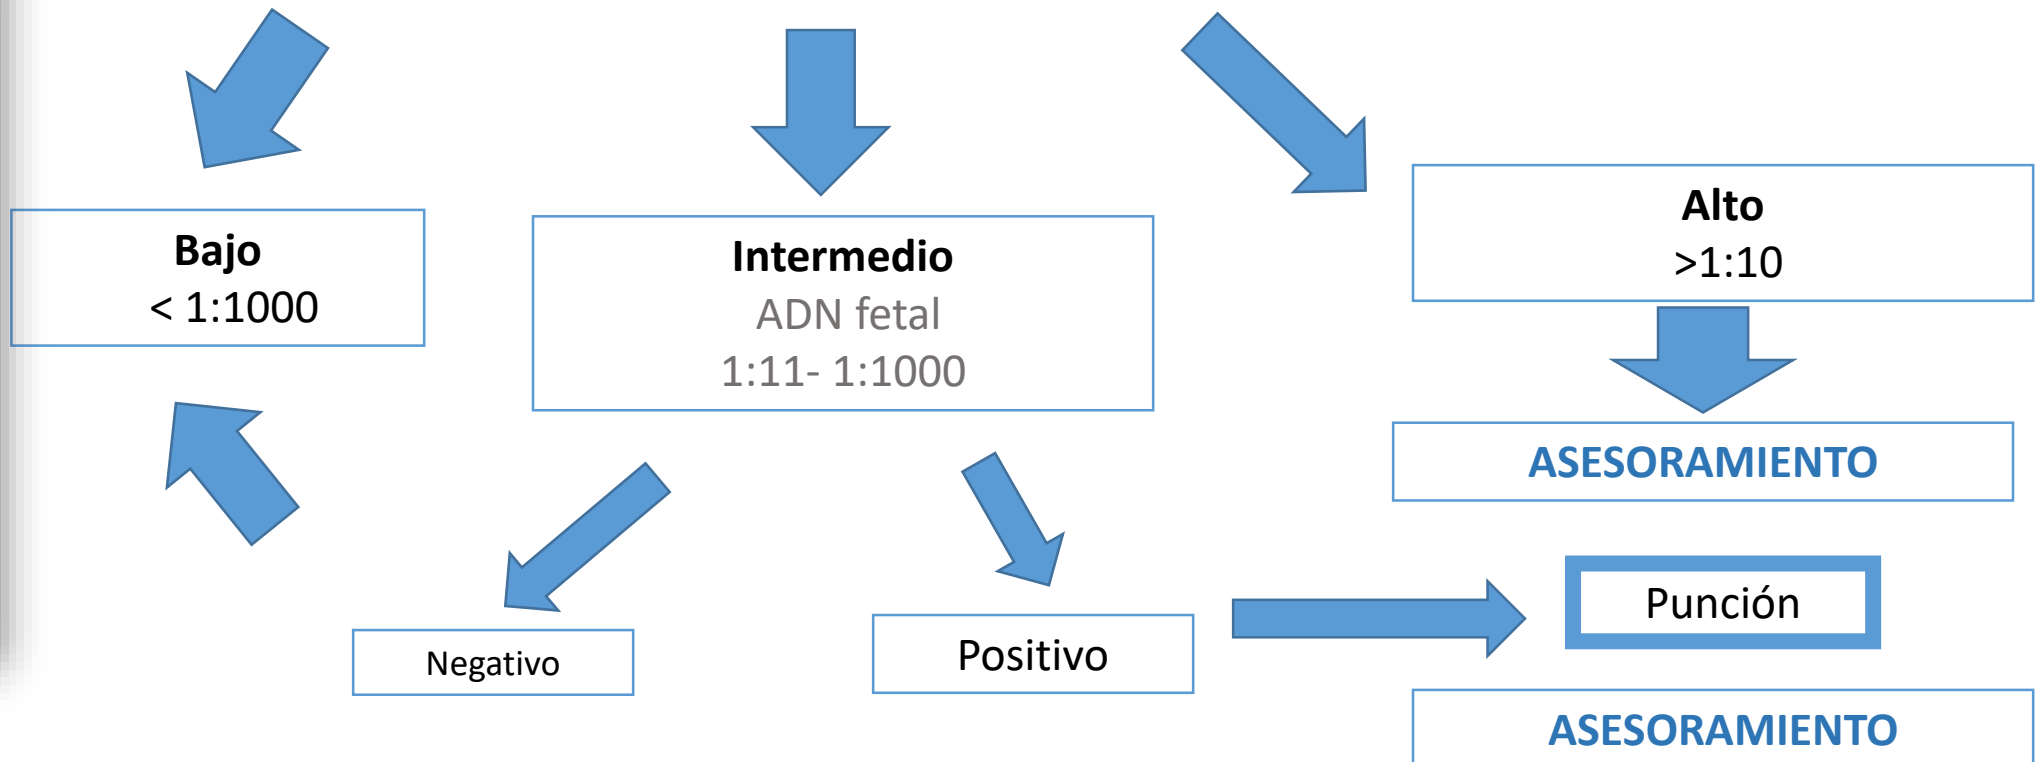 Bajo
< 1:1000
Intermedio
ADN fetal
1:11- 1:1000
Alto
>1:10
ASESORAMIENTO
Negativo
Positivo
Punción
ASESORAMIENTO